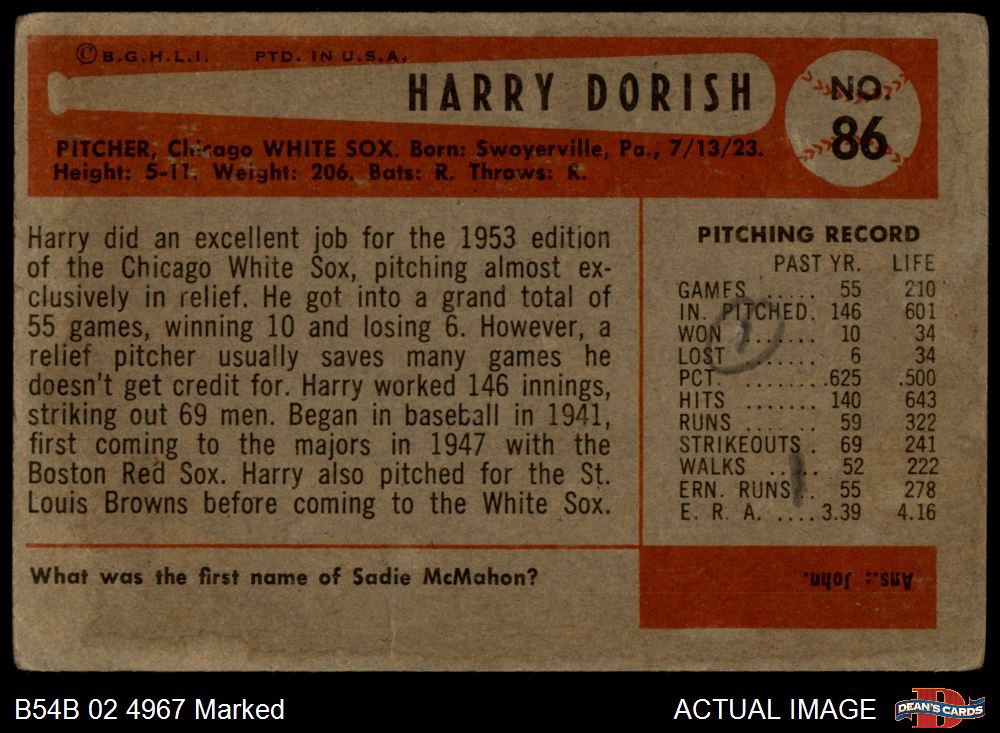 ©B.G.H.L.I. PTD. IN U.S.A.
HARRY DORISH
NO.
86
PITCHER, Chicago WHITE SOX. Born: Swoyerville, Pa., 7/13/23.
Height: 5-11. Weight: 206. Bats: R. Throws: R.
Harry did an excellent job for the 1953 edition
of the Chicago White Sox, pitching almost ex-
clusively in relief. He got into a grand total of
55 games, winning 10 and losing 6. However, a
relief pitcher usually saves many games he
doesn't get credit for. Harry worked 146 innings,
striking out 69 men. Began in baseball in 1941,
first coming to the majors in 1947 with the
Boston Red Sox. Harry also pitched for the St.
Louis Browns before coming to the White Sox.
PITCHING RECORD
PAST YR. LIFE
GAMES ..... 55 210
IN. PITCHED. 146 601
WON ....... 10 34
LOST ....... 6 34
PCT. ........625 .500
HITS ....... 140 643
RUNS ...... 59 322
STRIKEOUTS . 69 241
WALKS .... 52 222
ERN. RUNS . 55 278
E. R. A. ....3.39 4.16
What was the first name of Sadie McMahon?
Ans.: John.
B54B 02 4967 Marked
ACTUAL IMAGE
D
DEAN'S CARDS